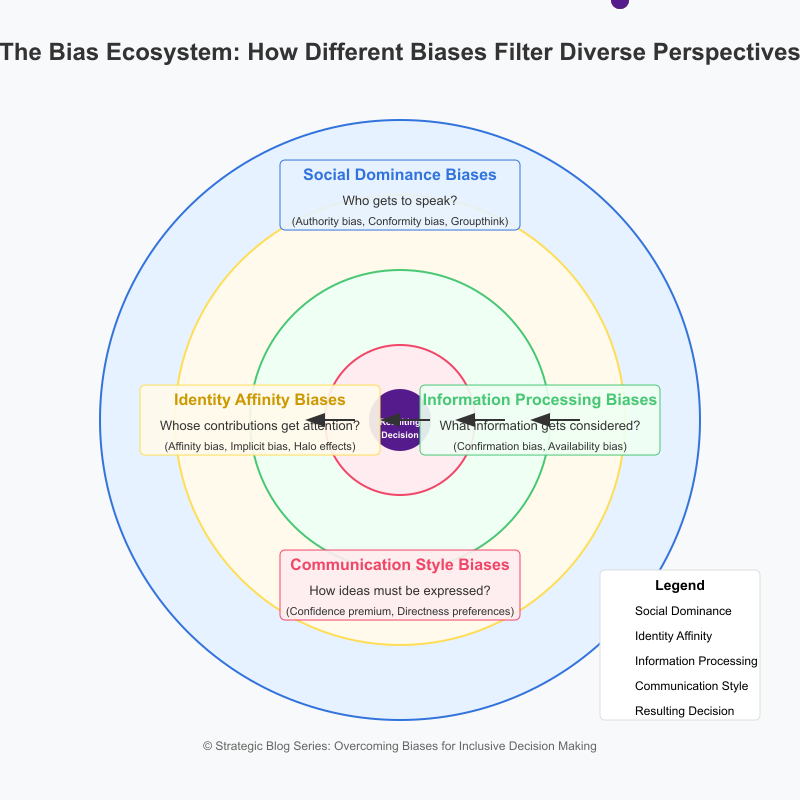 The Bias Ecosystem: How Different Biases Filter Diverse Perspectives
Social Dominance Biases
Who gets to speak?
(Authority bias, Conformity bias, Groupthink)
Identity Affinity Biases
Whose contributions get attention?
(Affinity bias, Implicit bias, Halo effects)
Resulting
Decision
Information Processing Biases
What information gets considered?
(Confirmation bias, Availability bias)
Communication Style Biases
How ideas must be expressed?
(Confidence premium, Directness preferences)
Legend
Social Dominance
Identity Affinity
Information Processing
Communication Style
Resulting Decision
© Strategic Blog Series: Overcoming Biases for Inclusive Decision Making